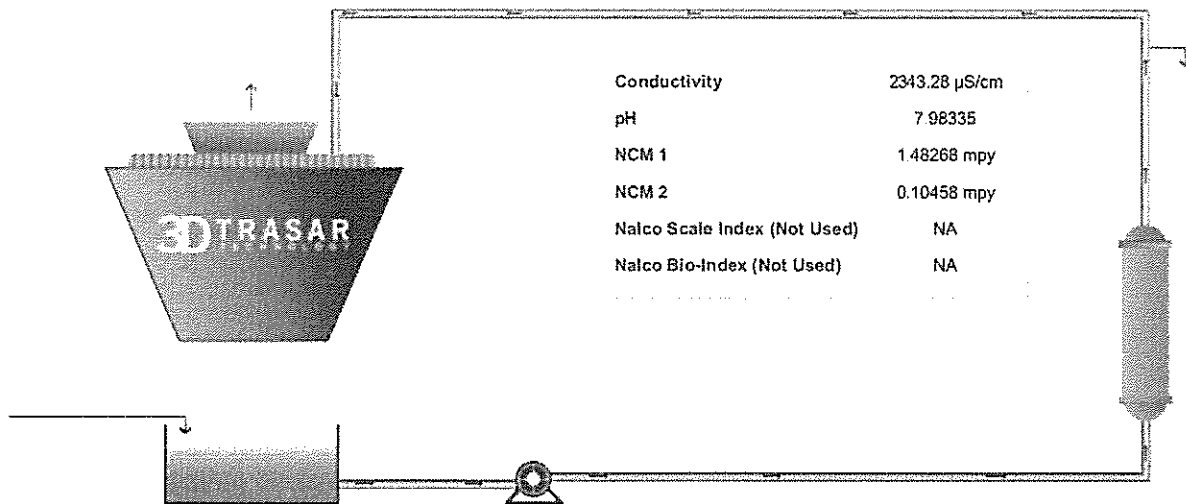 Conductivity 2343.28 µS/cm
pH 7.98335
NCM 1 1.48268 mpy
NCM 2 0.10458 mpy
Nalco Scale Index (Not Used) NA
Nalco Bio-Index (Not Used) NA
3D TRASAR